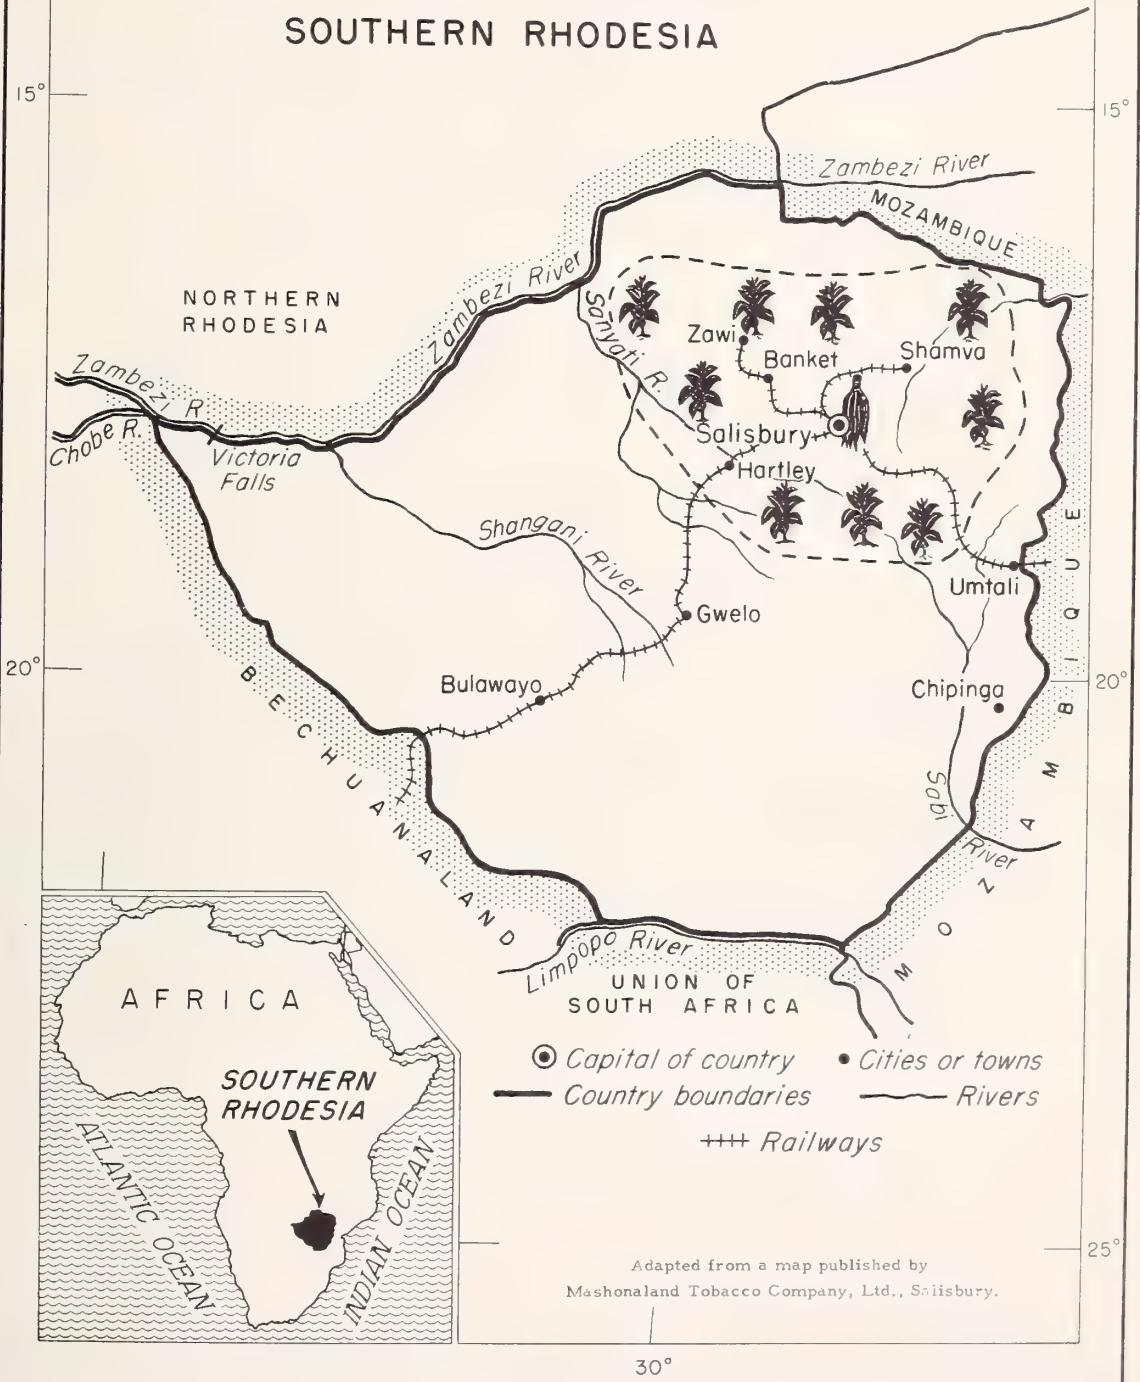 SOUTHERN RHODESIA
15°
15°
Zambezi River
MOZAMBIQUE
Zambezi River
NORTHERN
RHODESIA
Sanyati R.
Zawi
Banket
Shamva
Zambezi R
Chobe R.
Victoria
Falls
Salisbury
Hartley
Shangani River
Umtali
Gwelo
20°
20°
Bulawayo
Chipinga
BECHUANALAND
MOZAMBIQUE
Sabi River
Limpopo River
UNION OF
SOUTH AFRICA
Capital of country
Cities or towns
Country boundaries
Rivers
Railways
AFRICA
SOUTHERN
RHODESIA
ATLANTIC OCEAN
INDIAN OCEAN
25°
Adapted from a map published by
Mashonaland Tobacco Company, Ltd., Salisbury.
30°